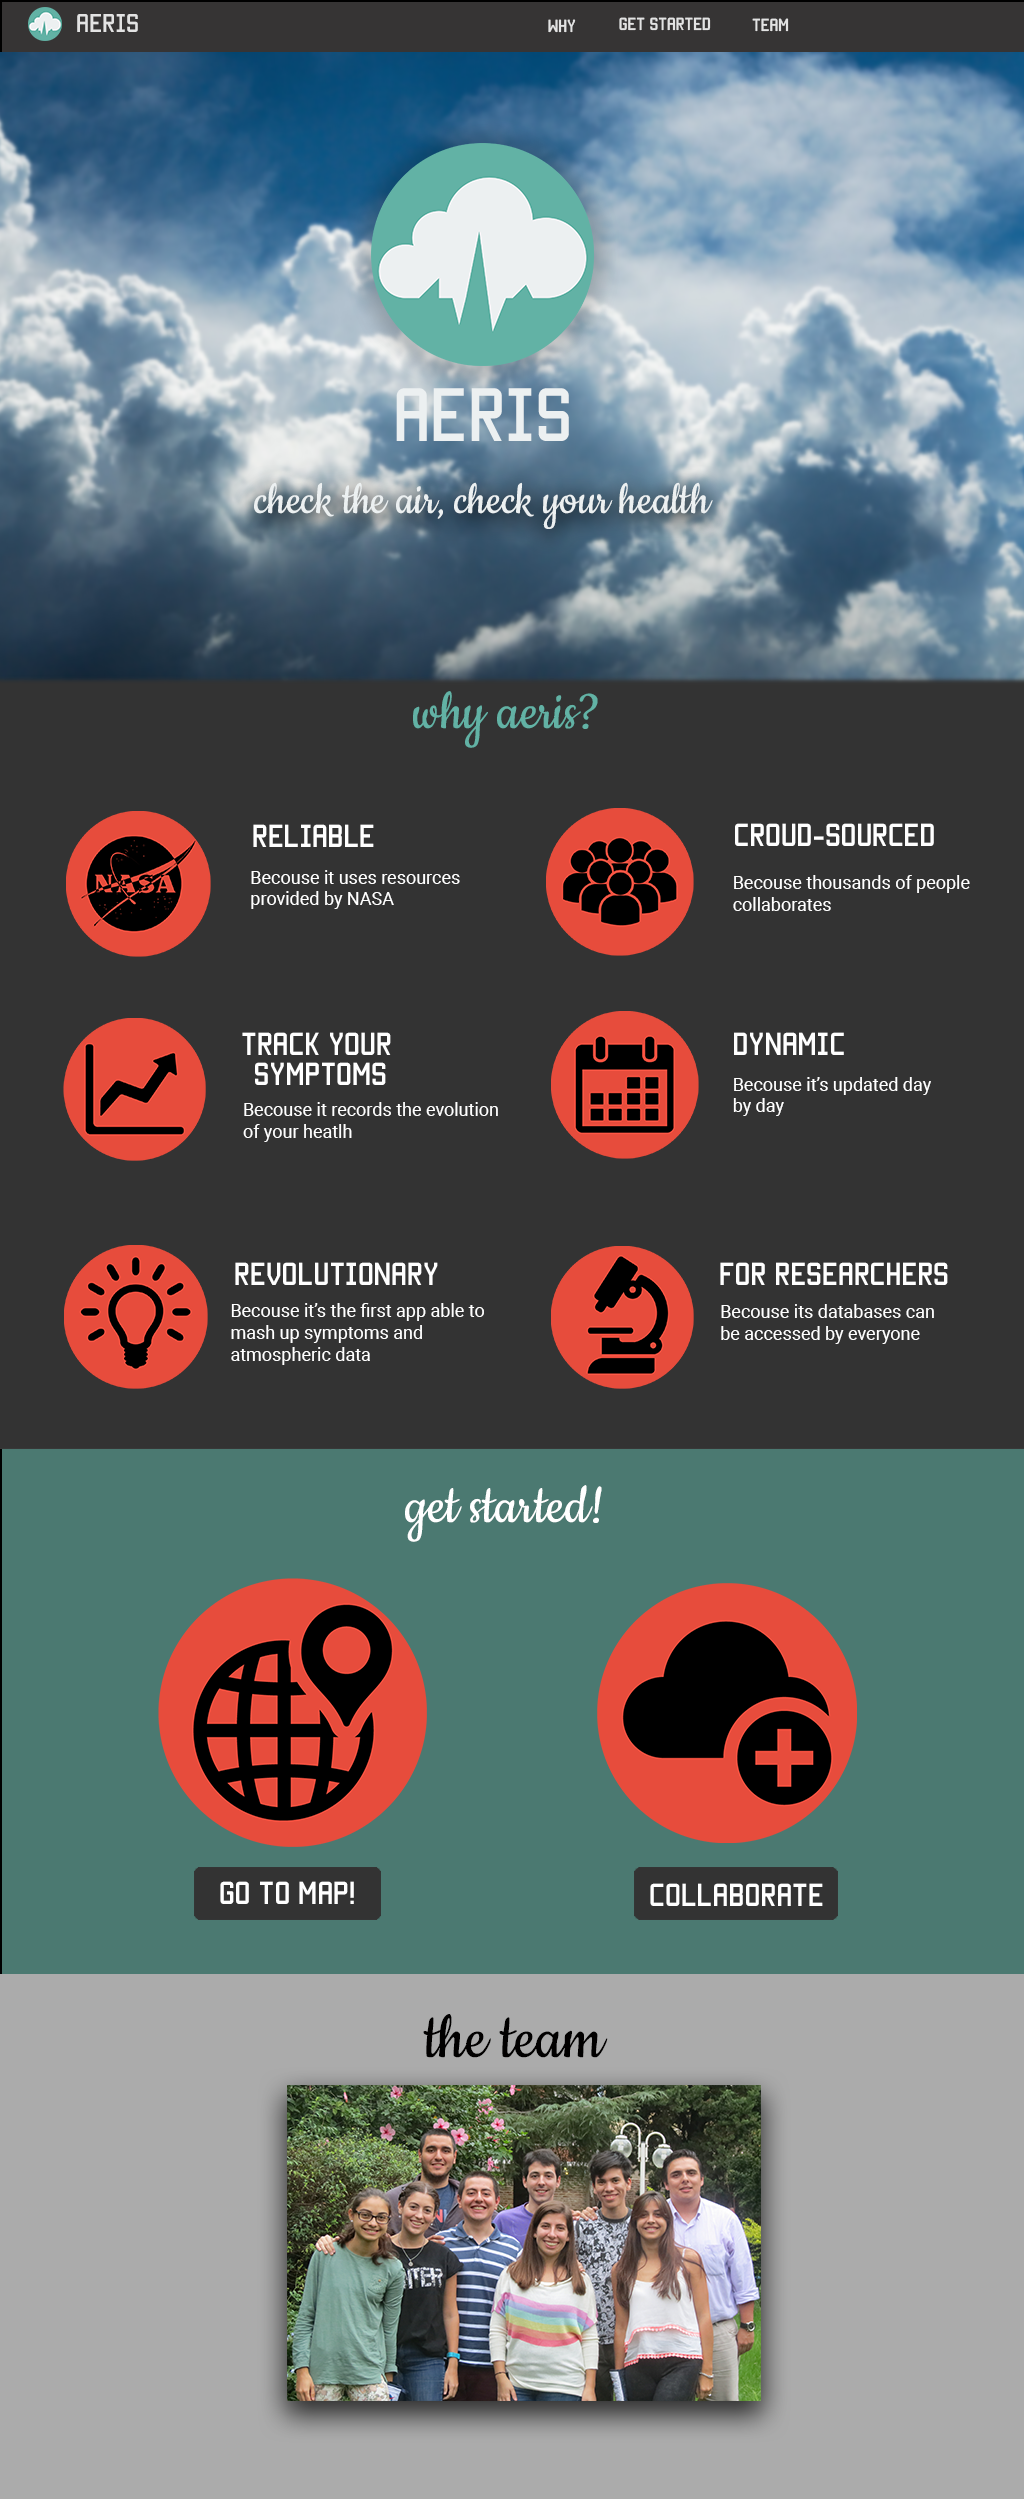 AERIS
WHY
GET STARTED
TEAM
AERIS
check the air, check your health
why aeris?
RELIABLE
Becouse it uses resources
provided by NASA
NASA
CROUD-SOURCED
Becouse thousands of people
collaborates
TRACK YOUR
SYMPTOMS
Becouse it records the evolution
of your heatlh
DYNAMIC
Because it's updated day
by day
REVOLUTIONARY
Because it's the first app able to
mash up symptoms and
atmospheric data
FOR RESEARCHERS
Because its databases can
be accessed by everyone
get started!
GO TO MAP!
COLLABORATE
the team